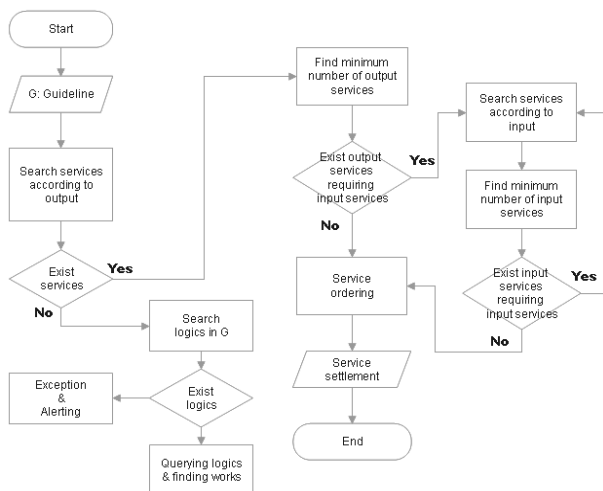 Start
G: Guideline
Search services
according to
output
Exist
services
Yes
No
Search
logics in G
Exist
logics
Exception
&
Alerting
Querying logics
& finding works
Find minimum
number of output
services
Exist output
services
requiring
input services
Yes
No
Service
ordering
Service
settlement
End
Search services
according to
input
Find minimum
number of input
services
Exist input
services
requiring
input services
Yes
No